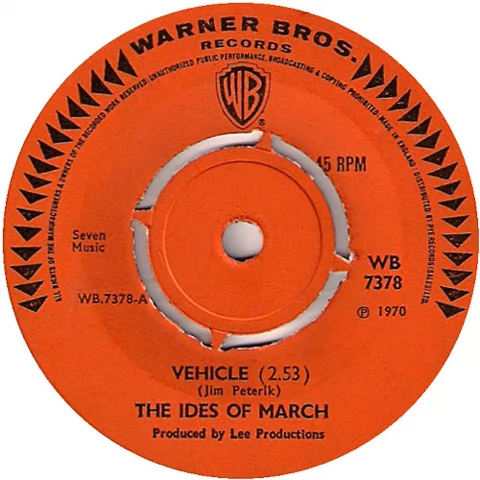 WARNER BROS.
RECORDS
ALL RIGHTS OF THE MANUFACTURERS & OWNERS OF THE RECORDED WORK RESERVED · UNAUTHORIZED PUBLIC PERFORMANCE, BROADCASTING & COPYING PROHIBITED · MADE IN ENGLAND · DISTRIBUTED BY PYE RECORDS (SALES) LTD.
WB
®
45 RPM
Seven
Music
WB
7378
WB.7378-A
℗ 1970
VEHICLE (2.53)
(Jim Peterik)
THE IDES OF MARCH
Produced by Lee Productions